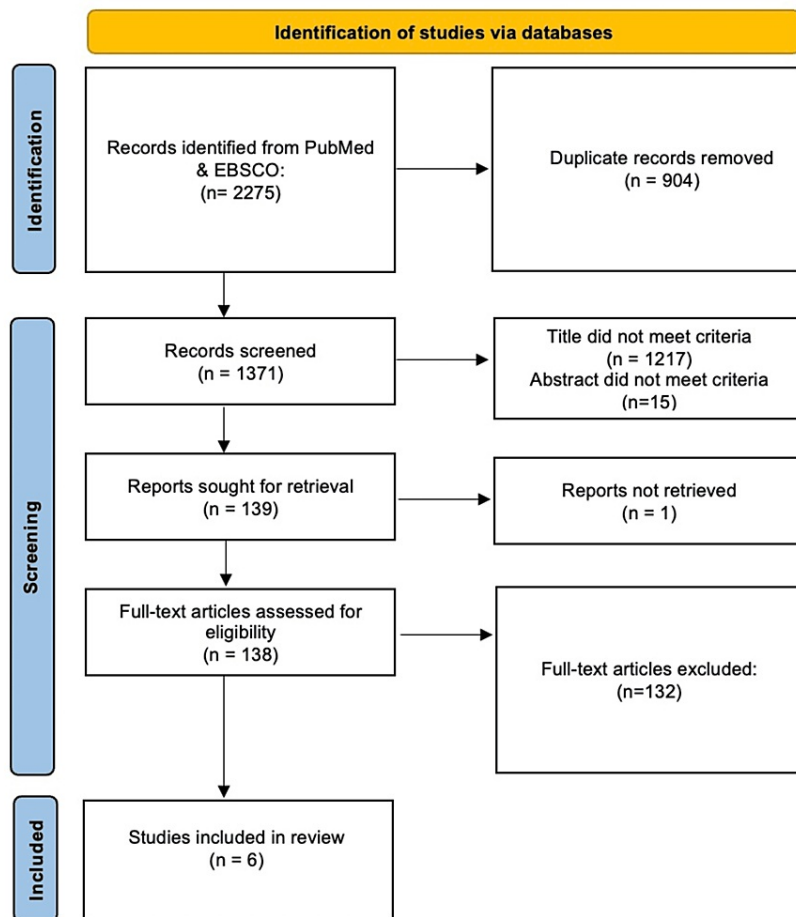 Identification of studies via databases
Identification
Records identified from PubMed
& EBSCO:
(n= 2275)
Duplicate records removed
(n = 904)
Screening
Records screened
(n = 1371)
Title did not meet criteria
(n = 1217)
Abstract did not meet criteria
(n=15)
Reports sought for retrieval
(n = 139)
Reports not retrieved
(n = 1)
Full-text articles assessed for
eligibility
(n = 138)
Full-text articles excluded:
(n=132)
Included
Studies included in review
(n = 6)